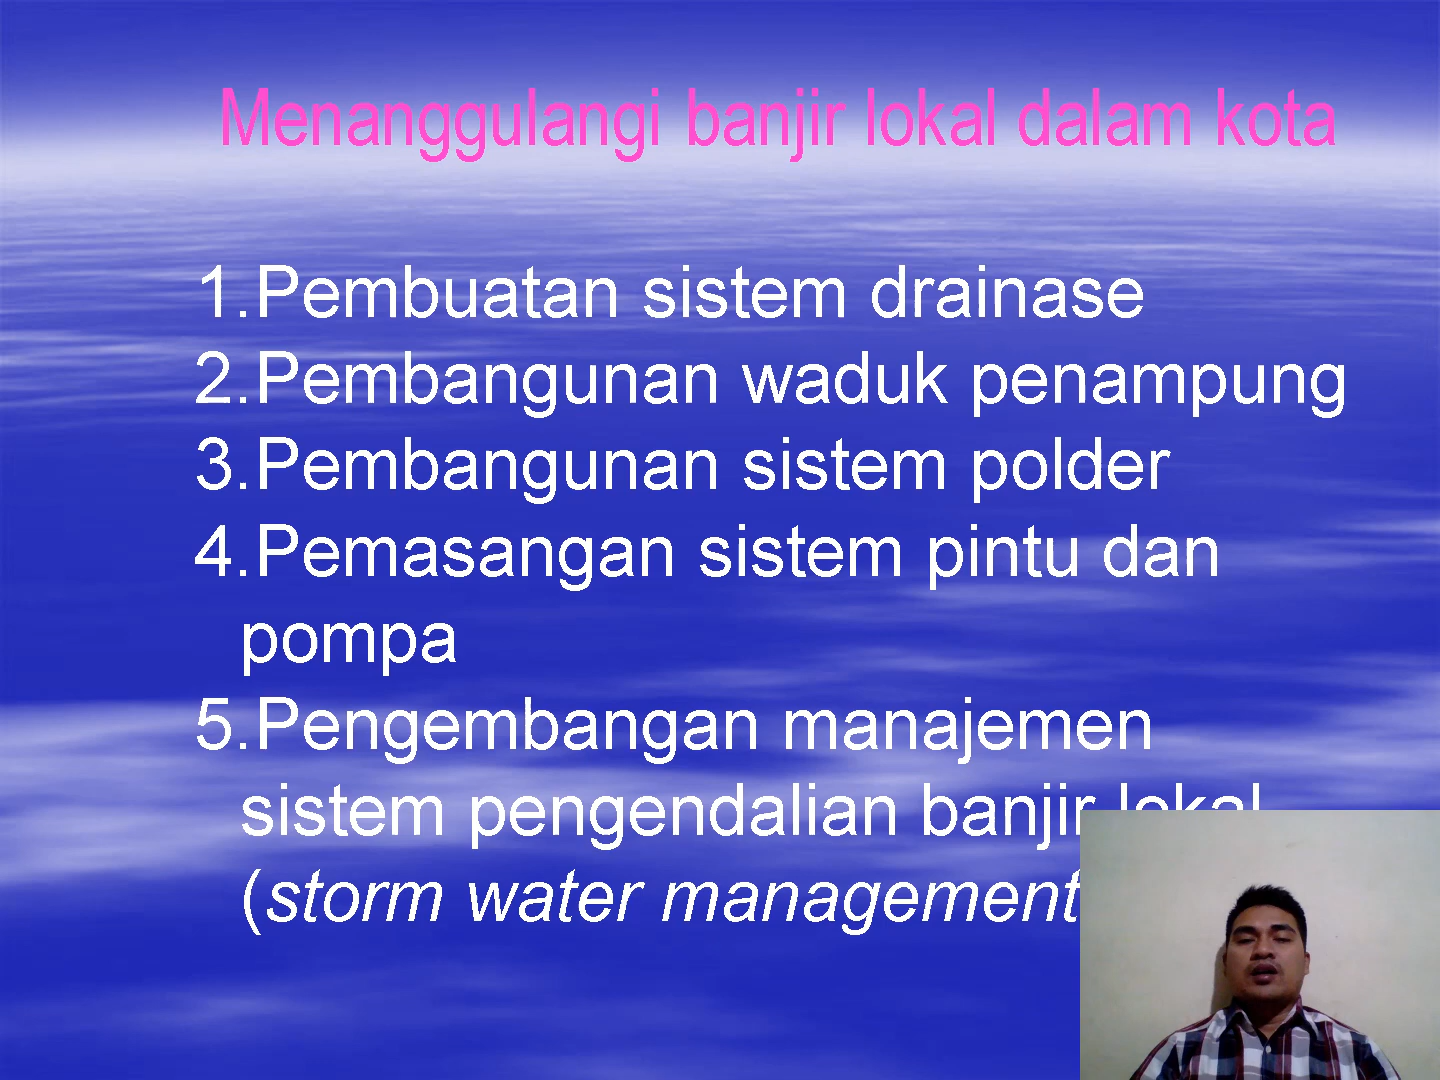 Menanggulangi banjir lokal dalam kota
1.Pembuatan sistem drainase
2.Pembangunan waduk penampung
3.Pembangunan sistem polder
4.Pemasangan sistem pintu dan
pompa
5.Pengembangan manajemen
sistem pengendalian banjir lokal
(storm water management